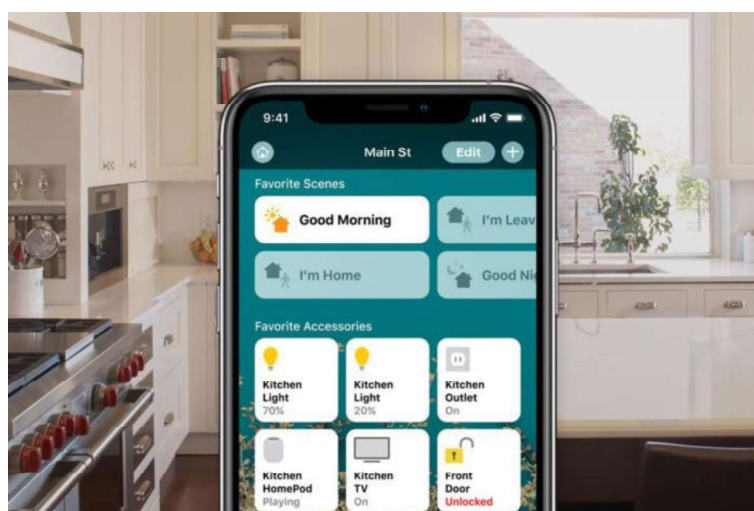 9:41
Main St
Edit
Favorite Scenes
Good Morning
I'm Leav
I'm Home
Good Nig
Favorite Accessories
Kitchen
Light
70%
Kitchen
Light
20%
Kitchen
Outlet
On
Kitchen
HomePod
Playing
Kitchen
TV
On
Front
Door
Unlocked